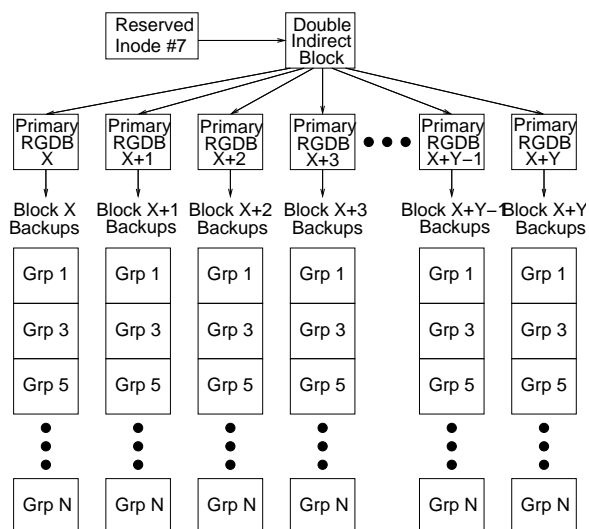 Reserved
Inode #7
Double
Indirect
Block
Primary
RGDB
X
Primary
RGDB
X+1
Primary
RGDB
X+2
Primary
RGDB
X+3
Primary
RGDB
X+Y−1
Primary
RGDB
X+Y
Block X
Backups
Block X+1
Backups
Block X+2
Backups
Block X+3
Backups
Block X+Y−1
Backups
Block X+Y
Backups
Grp 1 Grp 1 Grp 1 Grp 1 Grp 1 Grp 1
Grp 3 Grp 3 Grp 3 Grp 3 Grp 3 Grp 3
Grp 5 Grp 5 Grp 5 Grp 5 Grp 5 Grp 5
Grp N Grp N Grp N Grp N Grp N Grp N